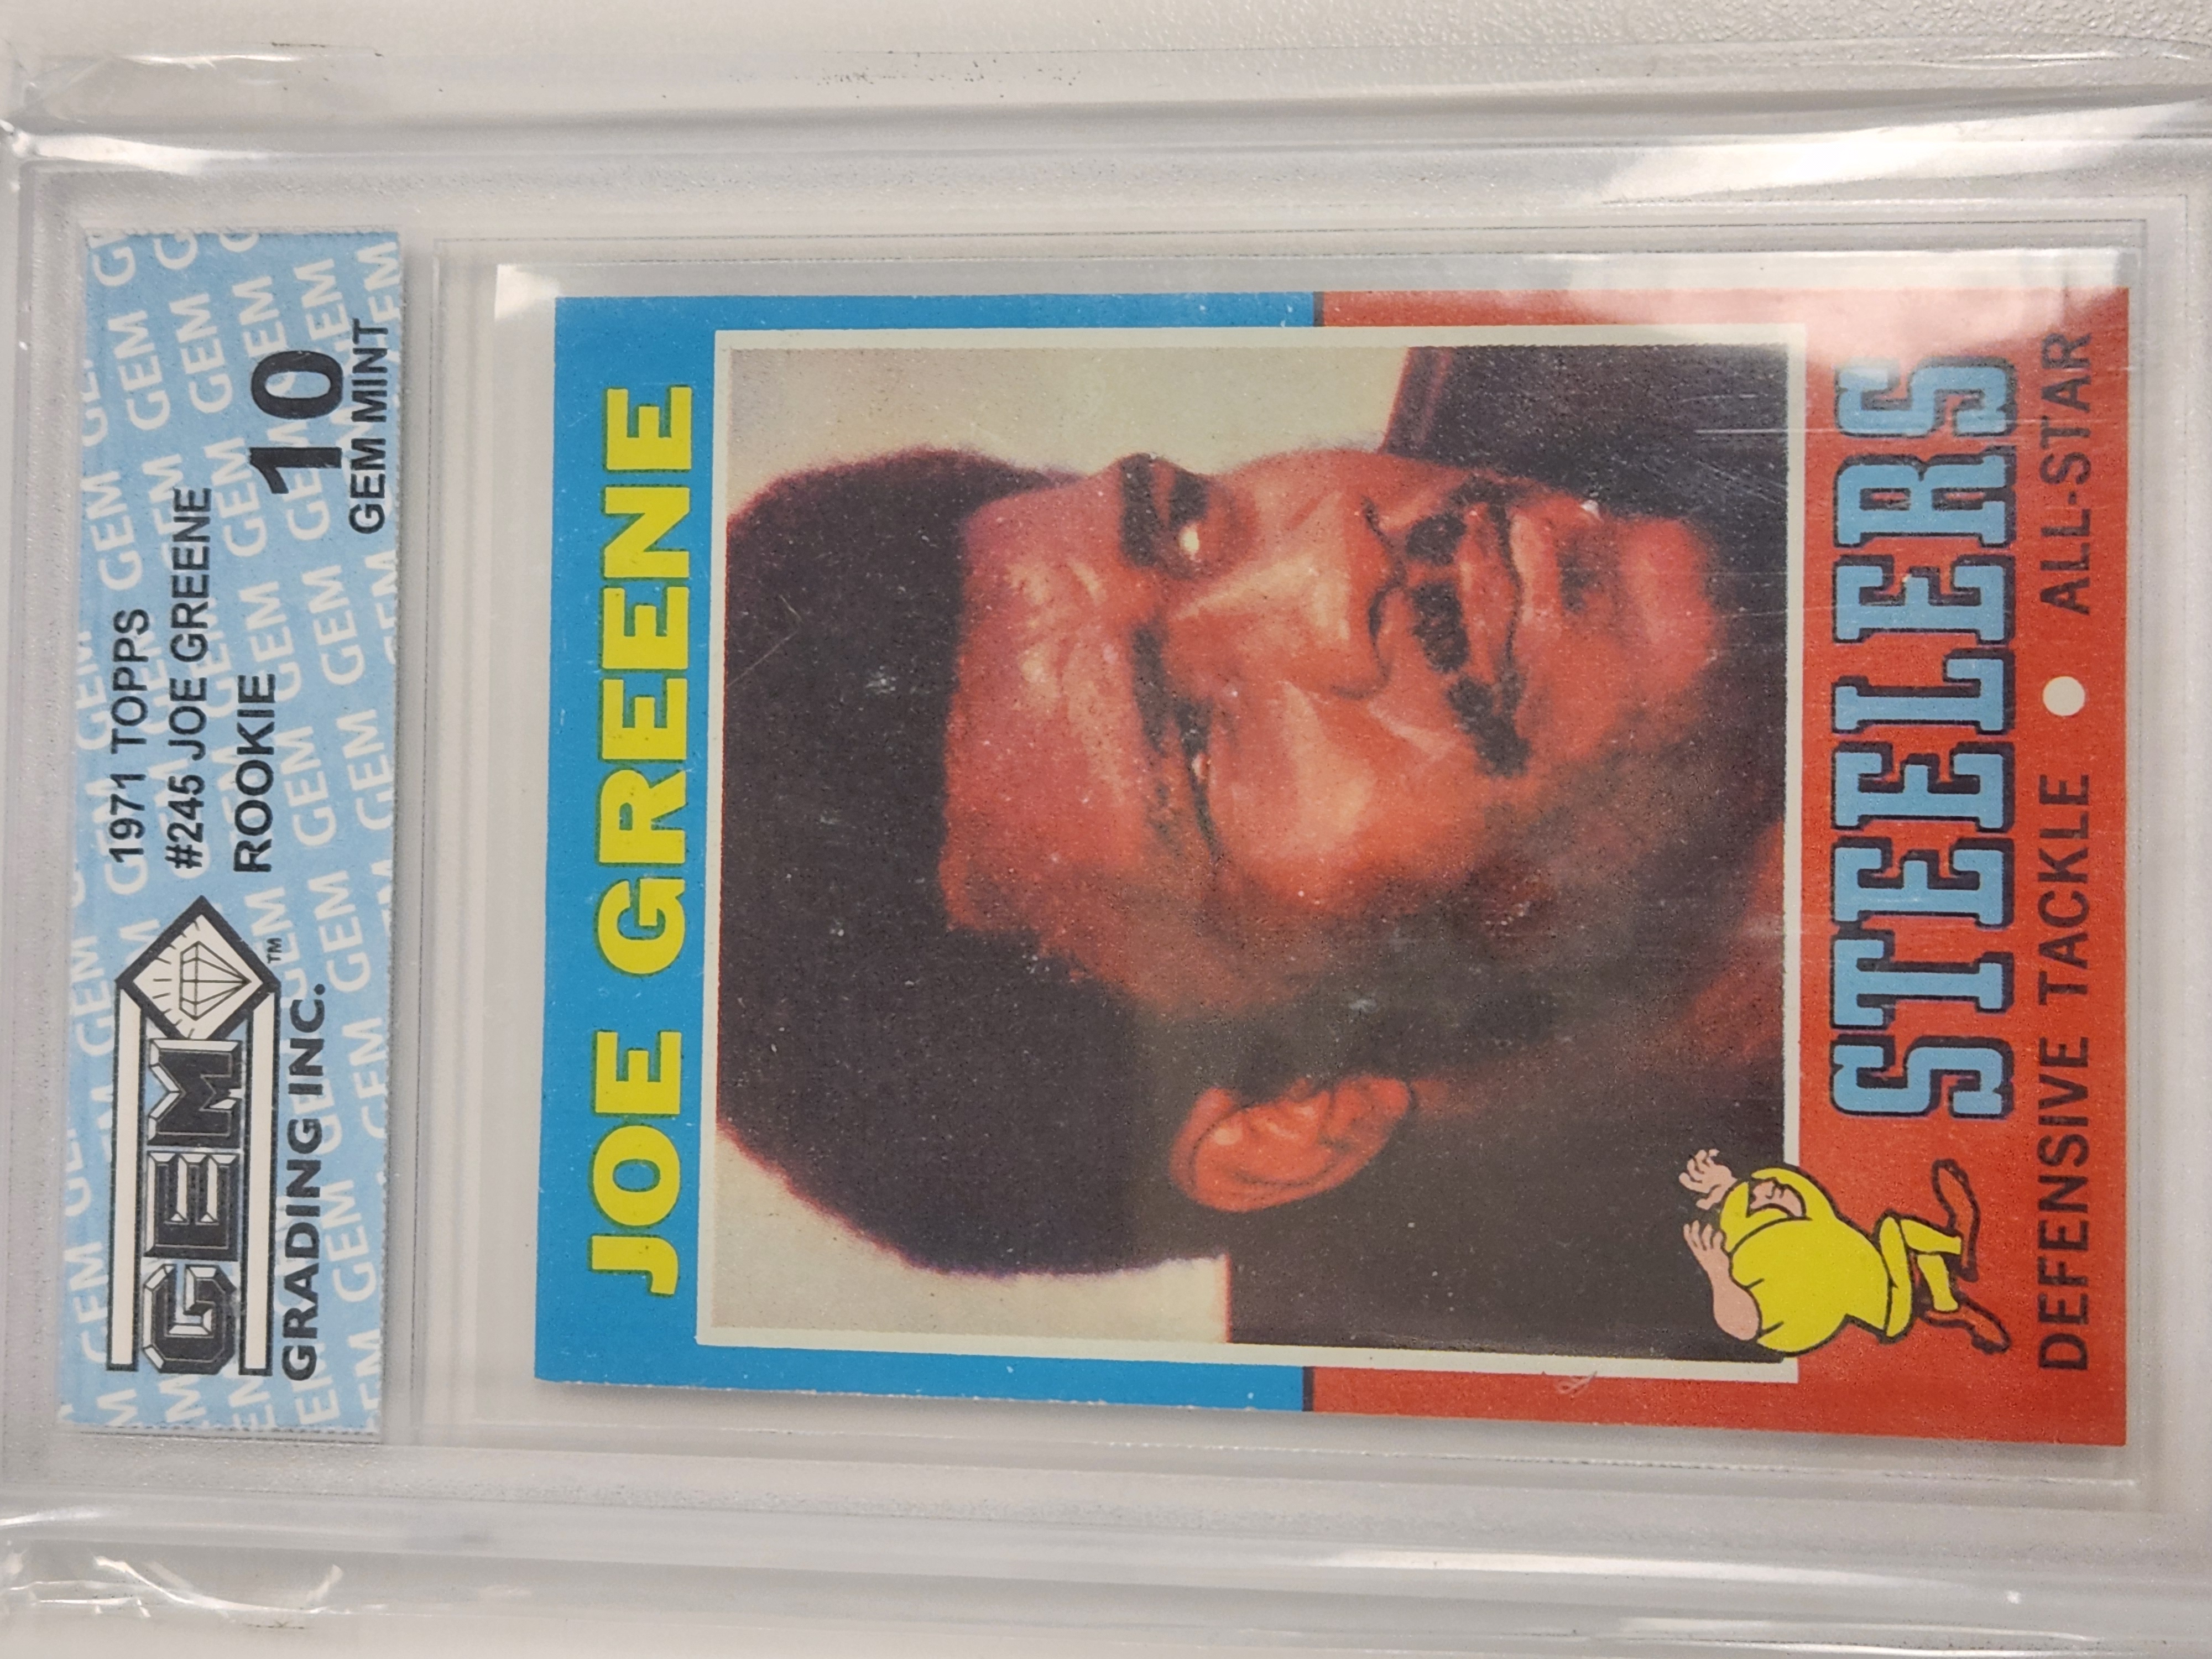 GEM
GRADING INC.™
1971 TOPPS
#245 JOE GREENE
ROOKIE
10
GEM MINT
JOE GREENE
STEELERS
DEFENSIVE TACKLE ● ALL-STAR